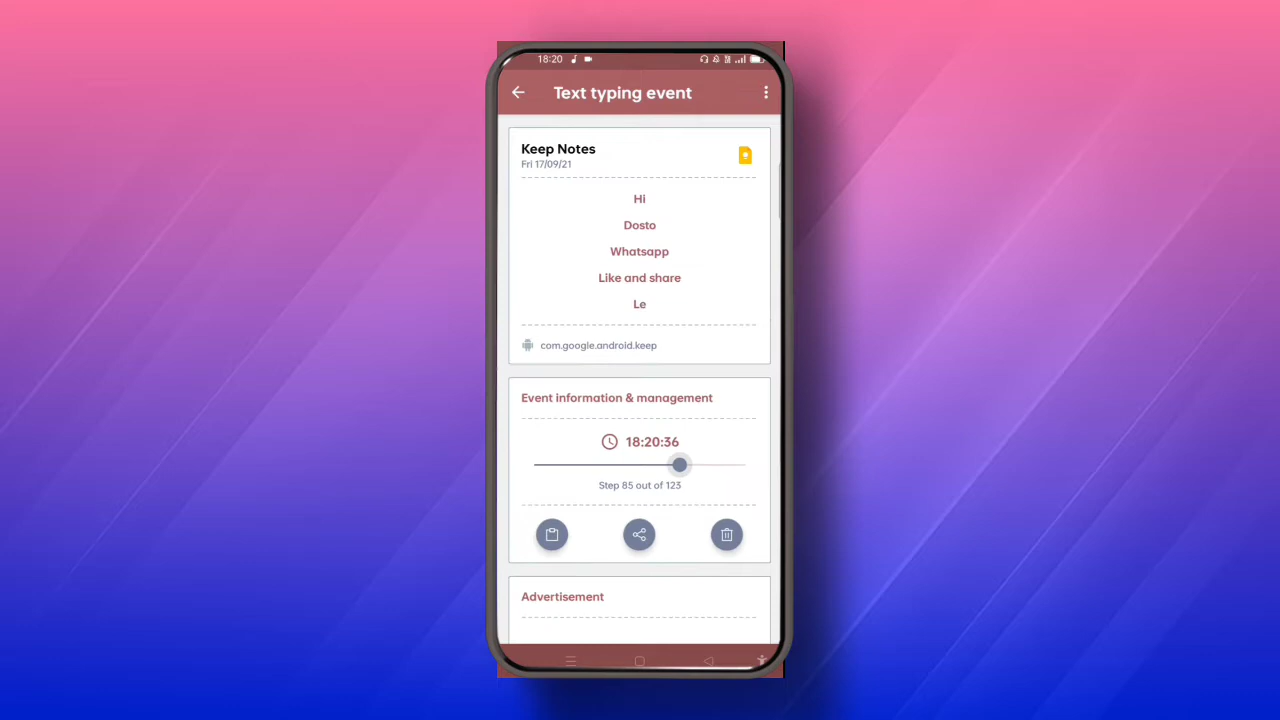 18:20
Text typing event
Keep Notes
Fri 17/09/21
Hi
Dosto
Whatsapp
Like and share
Le
com.google.android.keep
Event information & management
18:20:36
Step 85 out of 123
Advertisement